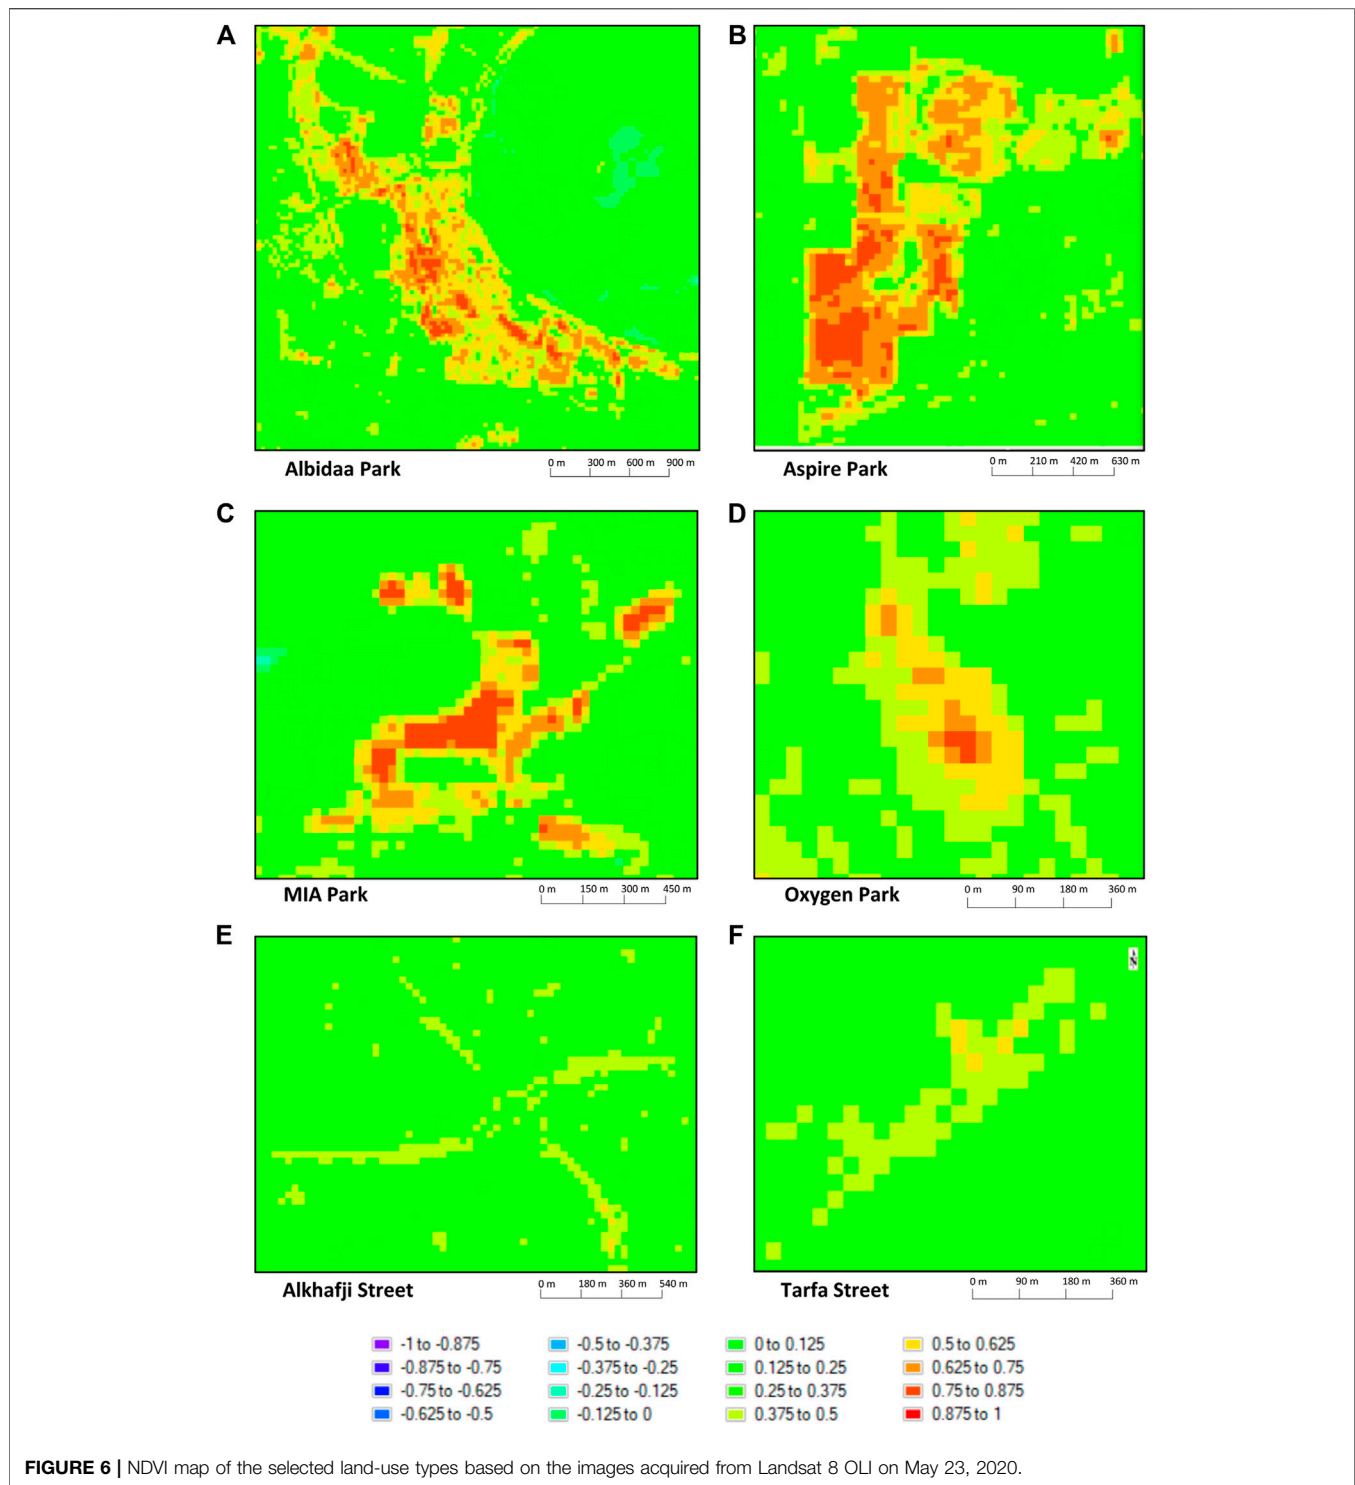 A
B
Albidaa Park
0 m 300 m 600 m 900 m
Aspire Park
0 m 210 m 420 m 630 m
C
D
MIA Park
0 m 150 m 300 m 450 m
Oxygen Park
0 m 90 m 180 m 360 m
E
F
N
Alkhafji Street
0 m 180 m 360 m 540 m
Tarfa Street
0 m 90 m 180 m 360 m
-1 to -0.875 -0.5 to -0.375 0 to 0.125 0.5 to 0.625
-0.875 to -0.75 -0.375 to -0.25 0.125 to 0.25 0.625 to 0.75
-0.75 to -0.625 -0.25 to -0.125 0.25 to 0.375 0.75 to 0.875
-0.625 to -0.5 -0.125 to 0 0.375 to 0.5 0.875 to 1
FIGURE 6 | NDVI map of the selected land-use types based on the images acquired from Landsat 8 OLI on May 23, 2020.